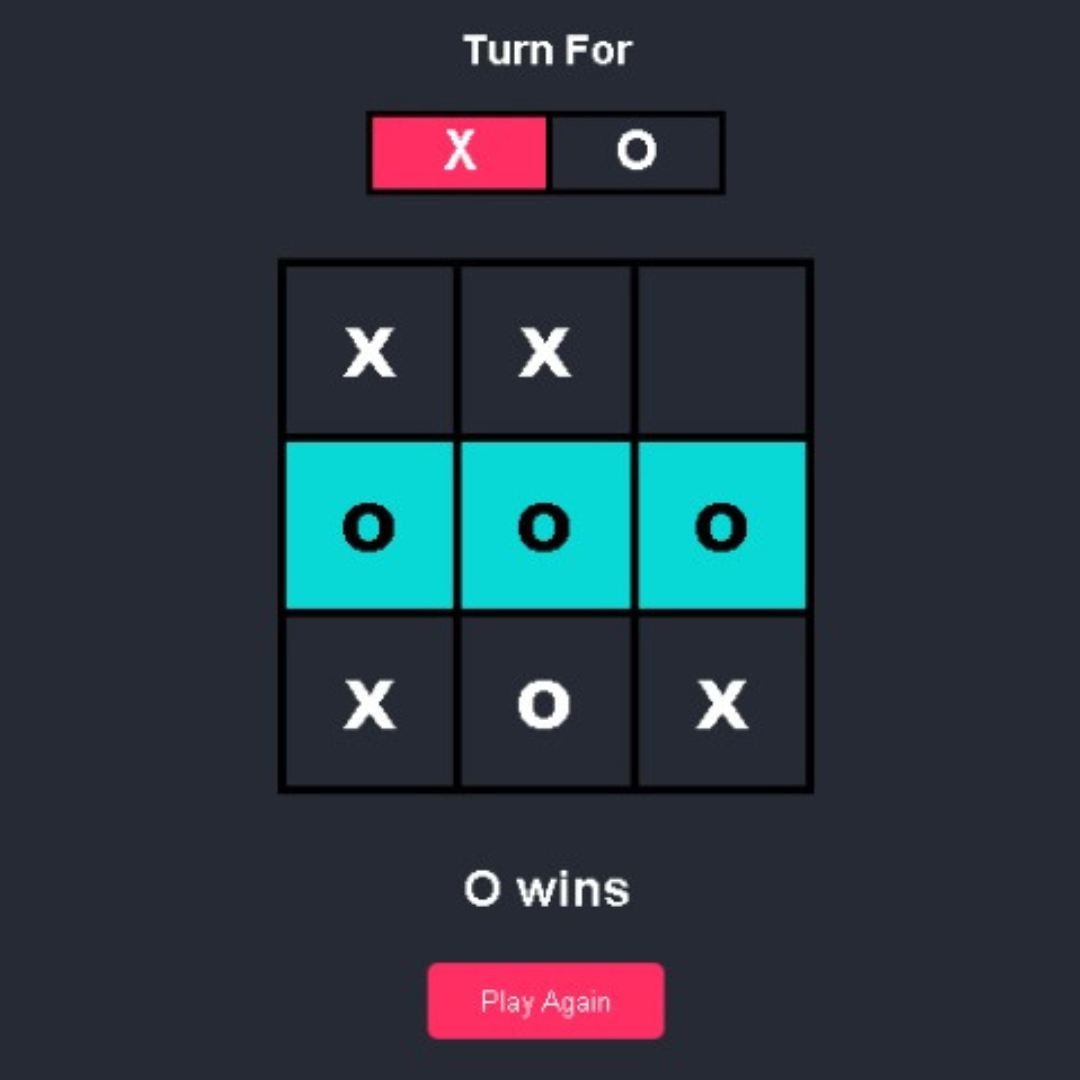 Turn For
X O
X X
O O O
X O X
O wins
Play Again